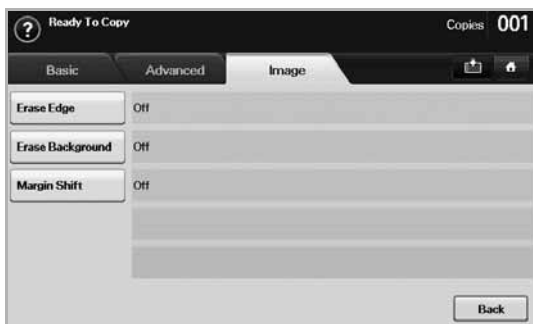 ? Ready To Copy Copies 001
Basic Advanced Image
Erase Edge Off
Erase Background Off
Margin Shift Off
Back